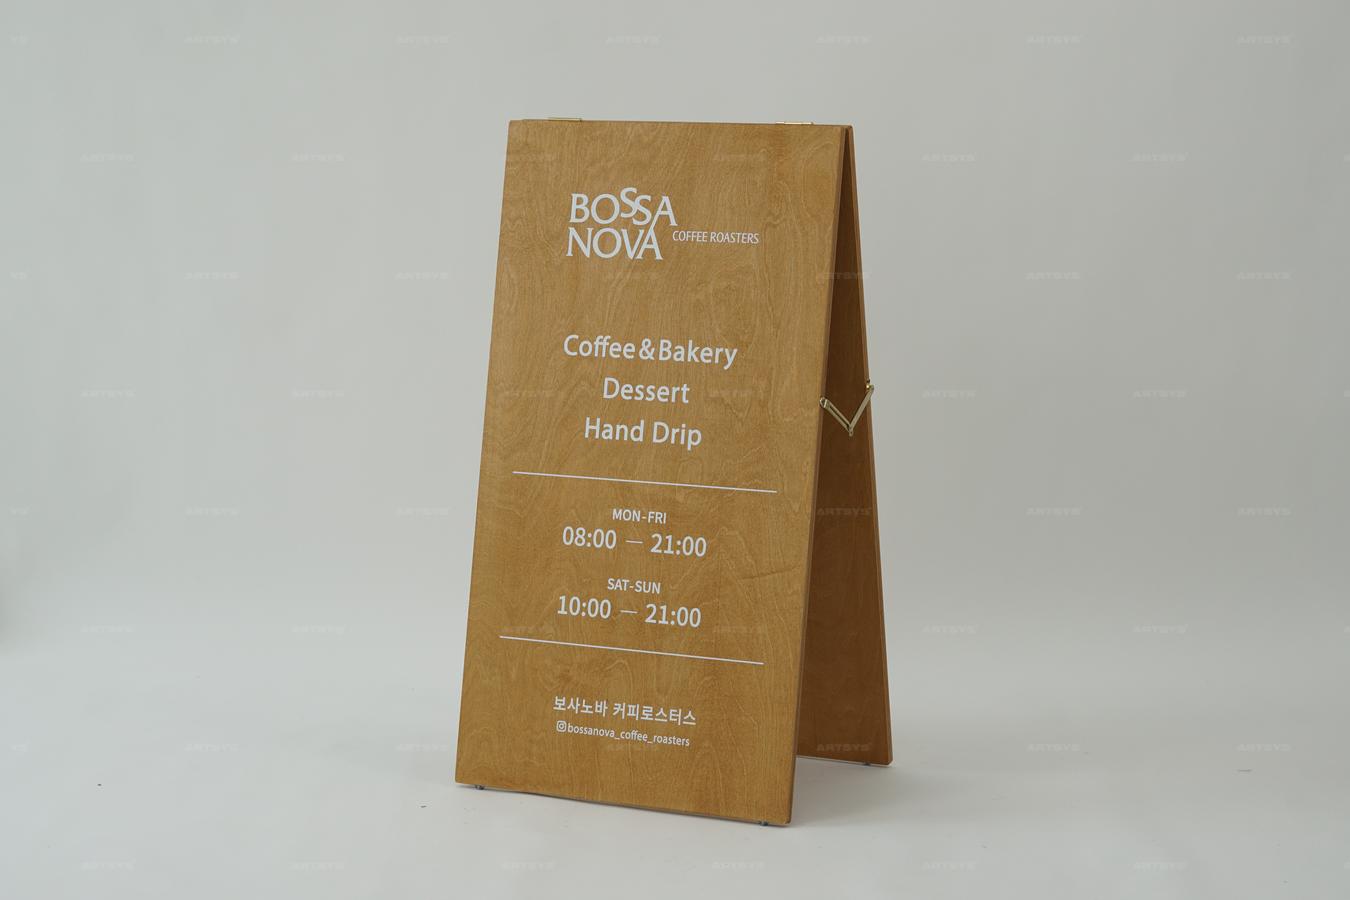 BOSSA
NOVA COFFEE ROASTERS
Coffee & Bakery
Dessert
Hand Drip
MON-FRI
08:00 — 21:00
SAT-SUN
10:00 — 21:00
보사노바 커피로스터스
bossanova_coffee_roasters
ARTSYS